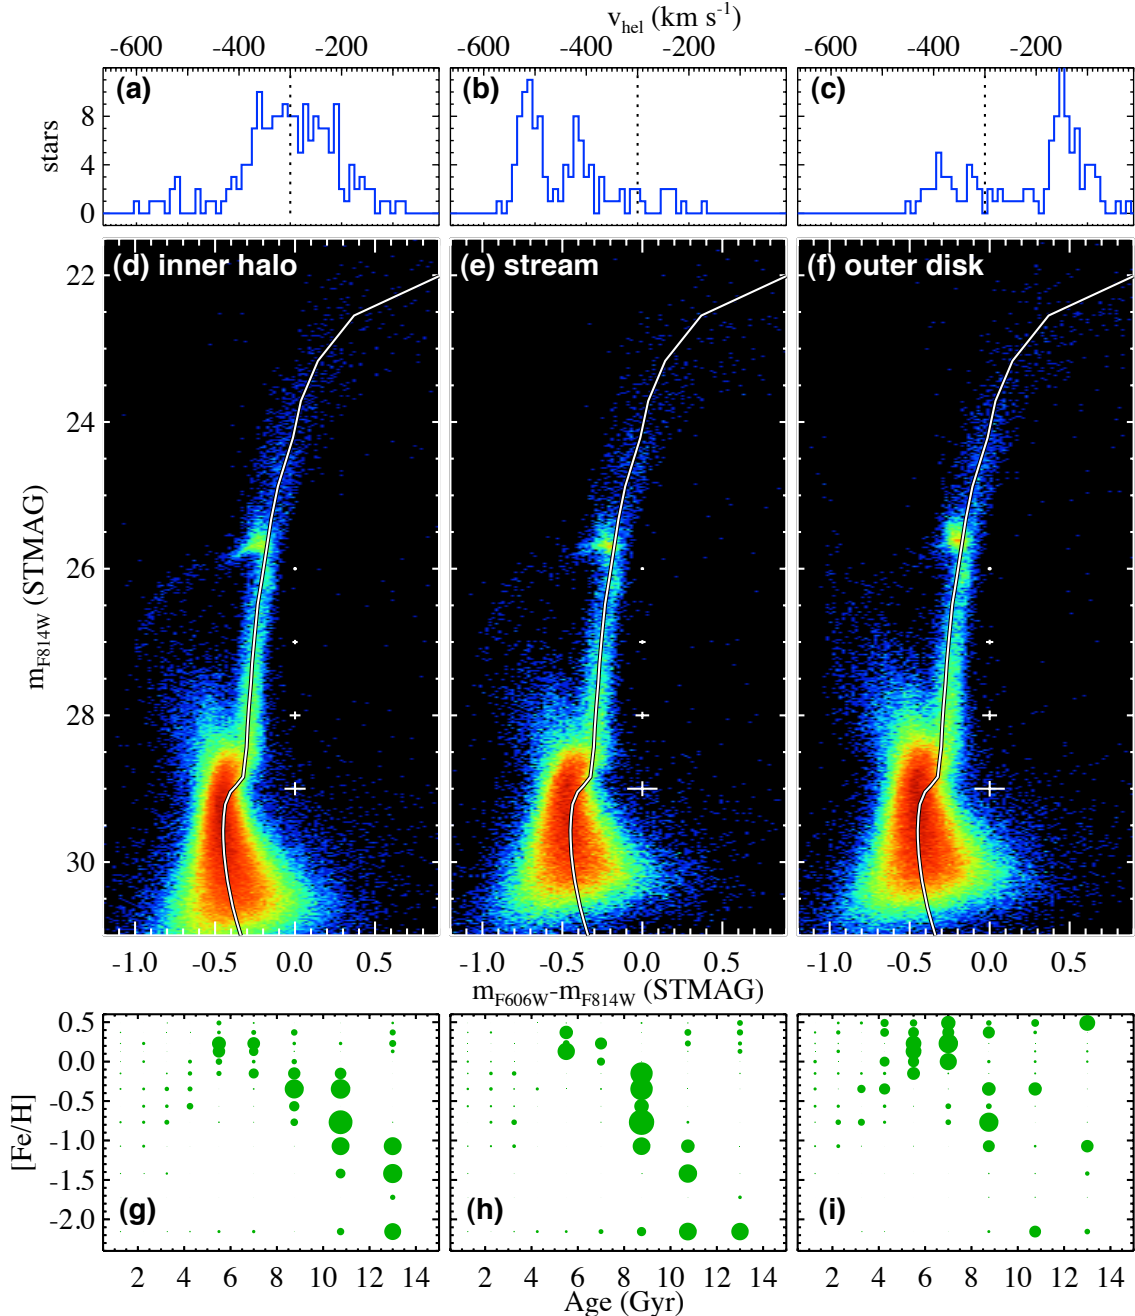 v_hel (km s^-1)
-600 -400 -200 -600 -400 -200 -600 -400 -200
(a) (b) (c)
stars
8
4
0
(d) inner halo (e) stream (f) outer disk
m_F814W (STMAG)
22
24
26
28
30
-1.0 -0.5 0.0 0.5 -1.0 -0.5 0.0 0.5 -1.0 -0.5 0.0 0.5
m_F606W-m_F814W (STMAG)
[Fe/H]
0.5
0.0
-0.5
-1.0
-1.5
-2.0
(g) (h) (i)
2 4 6 8 10 12 14 2 4 6 8 10 12 14 2 4 6 8 10 12 14
Age (Gyr)